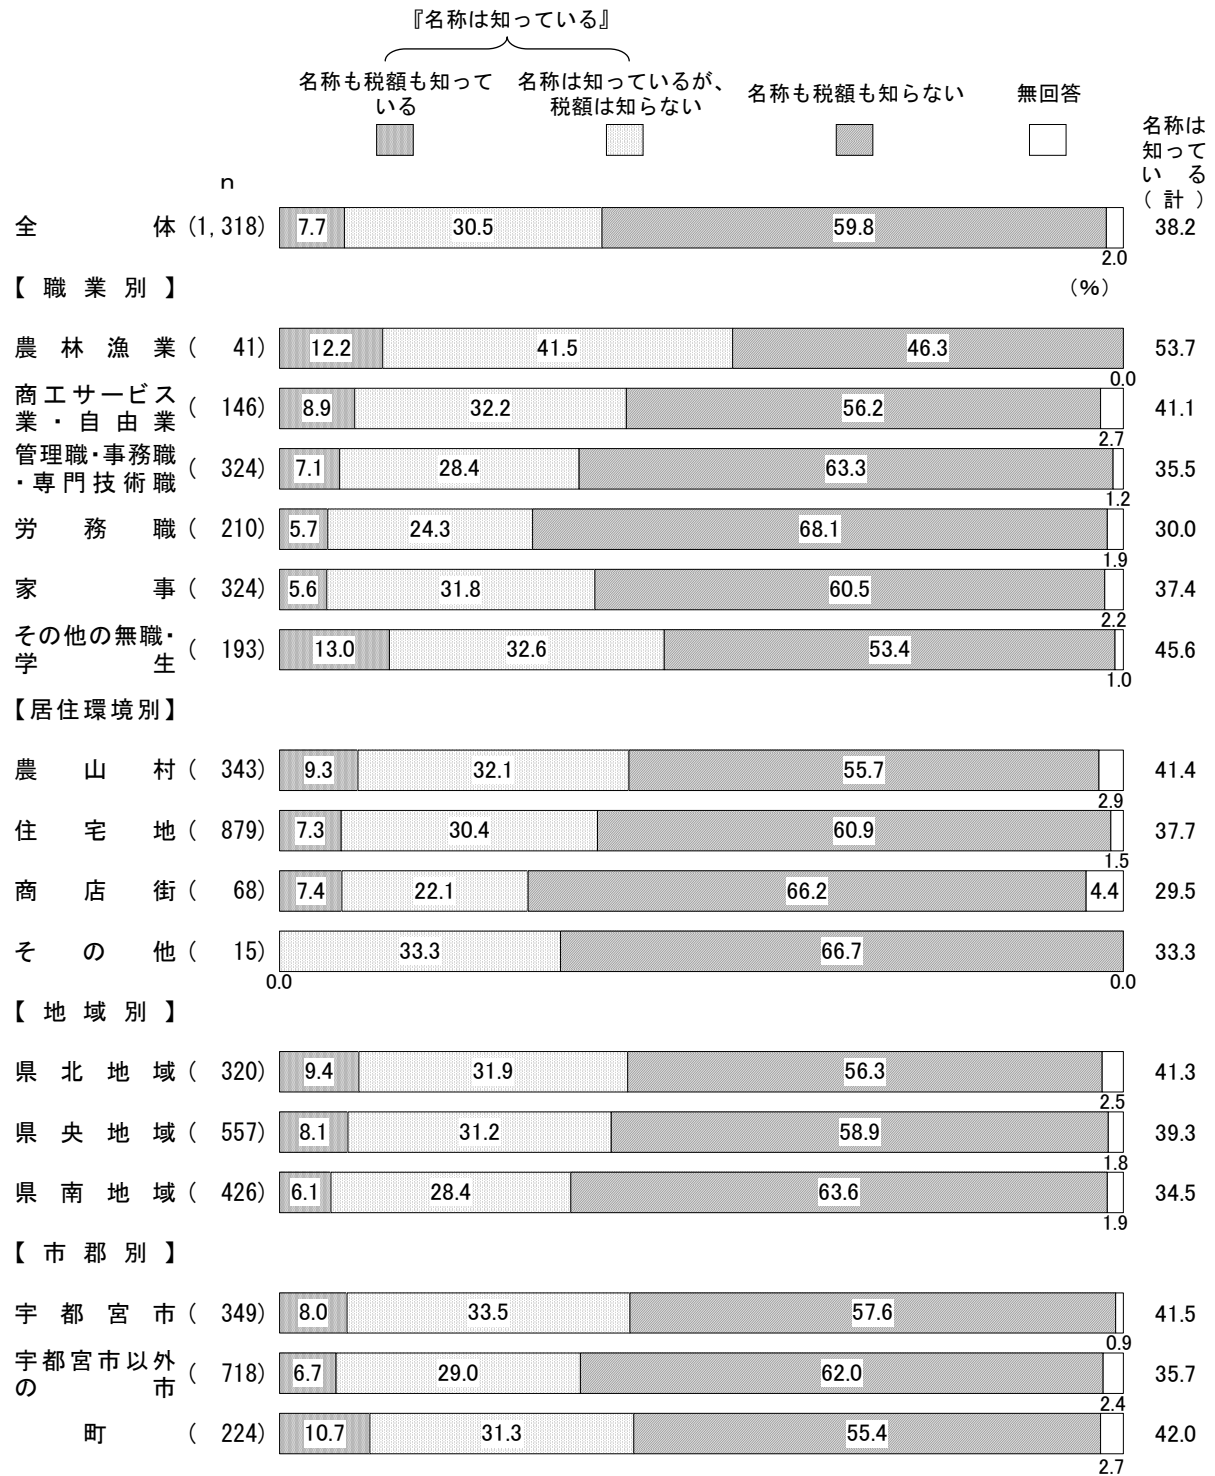 『名称は知っている』
名称も税額も知って
いる
名称は知っているが、
税額は知らない
名称も税額も知らない
無回答
名称は
知って
いる
(計)
n
全体 (1,318) 7.7 30.5 59.8 38.2
2.0
【職業別】 (%)
農林漁業 (41) 12.2 41.5 46.3 53.7
0.0
商工サービス
業・自由業 (146) 8.9 32.2 56.2 41.1
2.7
管理職・事務職
・専門技術職 (324) 7.1 28.4 63.3 35.5
1.2
労務職 (210) 5.7 24.3 68.1 30.0
1.9
家事 (324) 5.6 31.8 60.5 37.4
2.2
その他の無職・
学生 (193) 13.0 32.6 53.4 45.6
1.0
【居住環境別】
農山村 (343) 9.3 32.1 55.7 41.4
2.9
住宅地 (879) 7.3 30.4 60.9 37.7
1.5
商店街 (68) 7.4 22.1 66.2 4.4 29.5
その他 (15) 33.3 66.7 33.3
0.0 0.0
【地域別】
県北地域 (320) 9.4 31.9 56.3 41.3
2.5
県央地域 (557) 8.1 31.2 58.9 39.3
1.8
県南地域 (426) 6.1 28.4 63.6 34.5
1.9
【市郡別】
宇都宮市 (349) 8.0 33.5 57.6 41.5
0.9
宇都宮市以外
の市 (718) 6.7 29.0 62.0 35.7
2.4
町 (224) 10.7 31.3 55.4 42.0
2.7